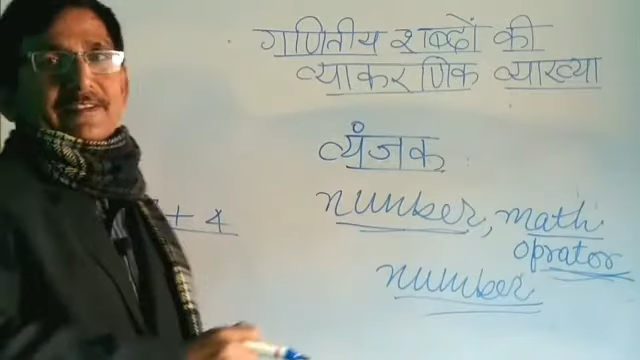 गणितीय शब्दों की
व्याकरणिक व्याख्या
व्यंजक
number, math
oprator
number
+ 4